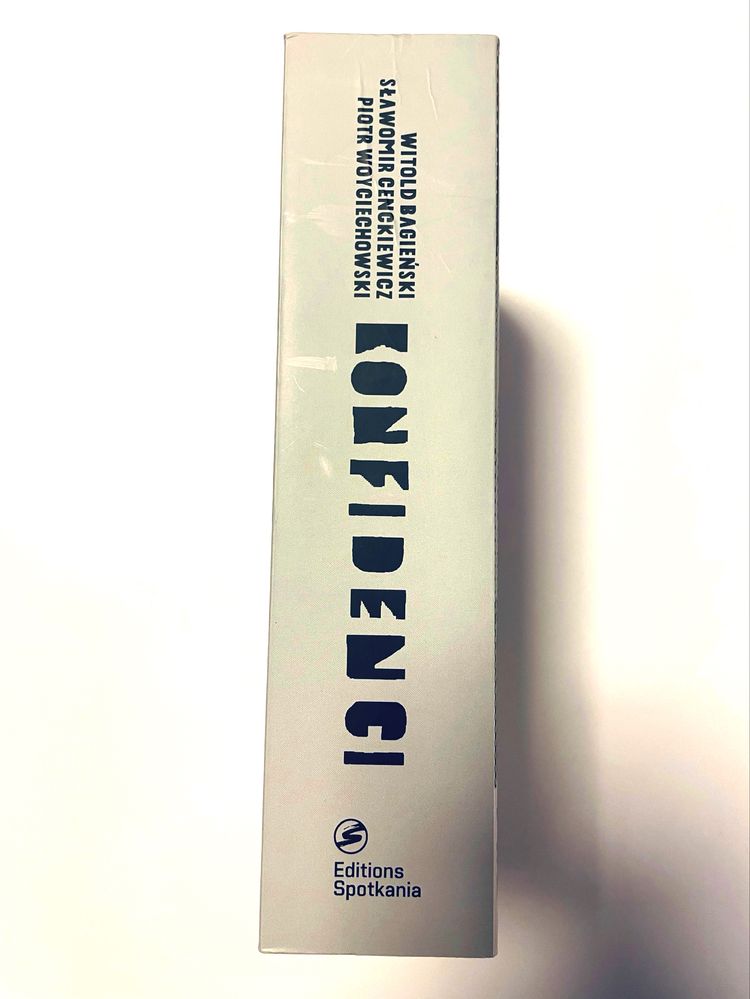 WITOLD BAGIEŃSKI
SŁAWOMIR CENCKIEWICZ
PIOTR WOYCIECHOWSKI
KONFIDENCI
Editions
Spotkania